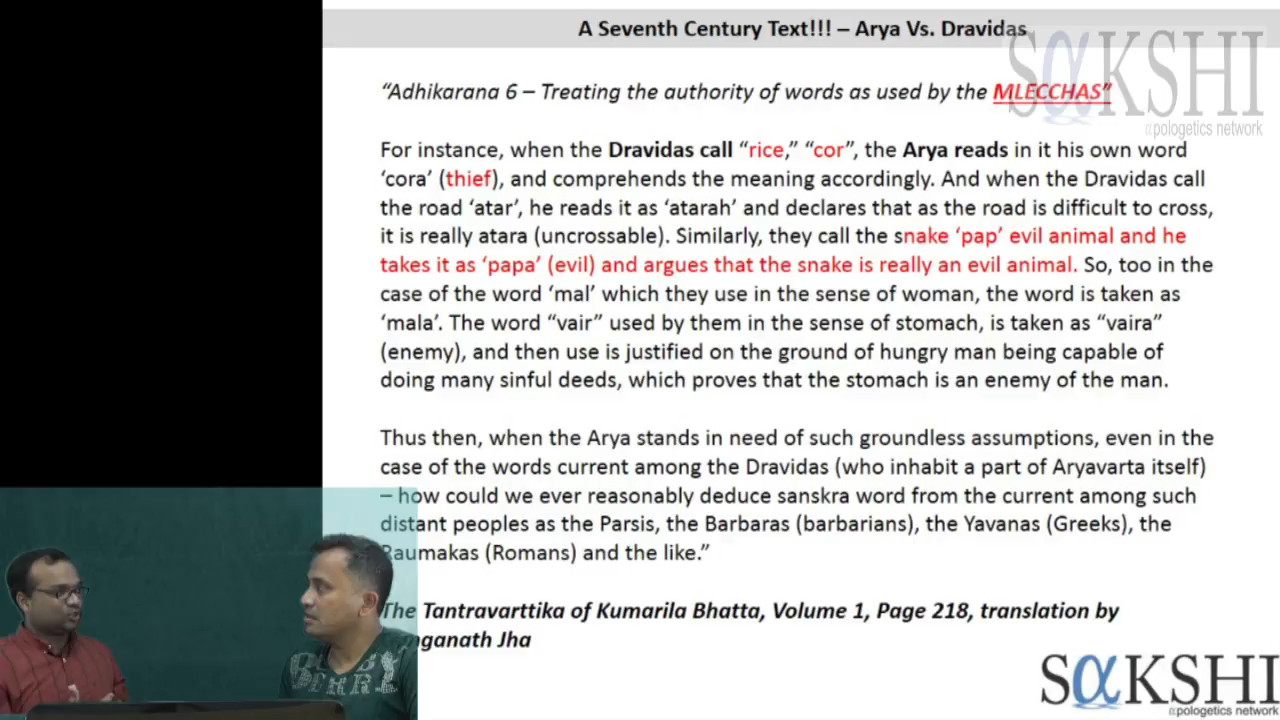 A Seventh Century Text!!! – Arya Vs. Dravidas
SαKSHI
αpologetics network
“Adhikarana 6 – Treating the authority of words as used by the MLECCHAS”
For instance, when the Dravidas call “rice,” “cor”, the Arya reads in it his own word
‘cora’ (thief), and comprehends the meaning accordingly. And when the Dravidas call
the road ‘atar’, he reads it as ‘atarah’ and declares that as the road is difficult to cross,
it is really atara (uncrossable). Similarly, they call the snake ‘pap’ evil animal and he
takes it as ‘papa’ (evil) and argues that the snake is really an evil animal. So, too in the
case of the word ‘mal’ which they use in the sense of woman, the word is taken as
‘mala’. The word “vair” used by them in the sense of stomach, is taken as “vaira”
(enemy), and then use is justified on the ground of hungry man being capable of
doing many sinful deeds, which proves that the stomach is an enemy of the man.
Thus then, when the Arya stands in need of such groundless assumptions, even in the
case of the words current among the Dravidas (who inhabit a part of Aryavarta itself)
– how could we ever reasonably deduce sanskra word from the current among such
distant peoples as the Parsis, the Barbaras (barbarians), the Yavanas (Greeks), the
Raumakas (Romans) and the like.”
The Tantravarttika of Kumarila Bhatta, Volume 1, Page 218, translation by
Jha
BERR
SαKSHI
αpologetics network